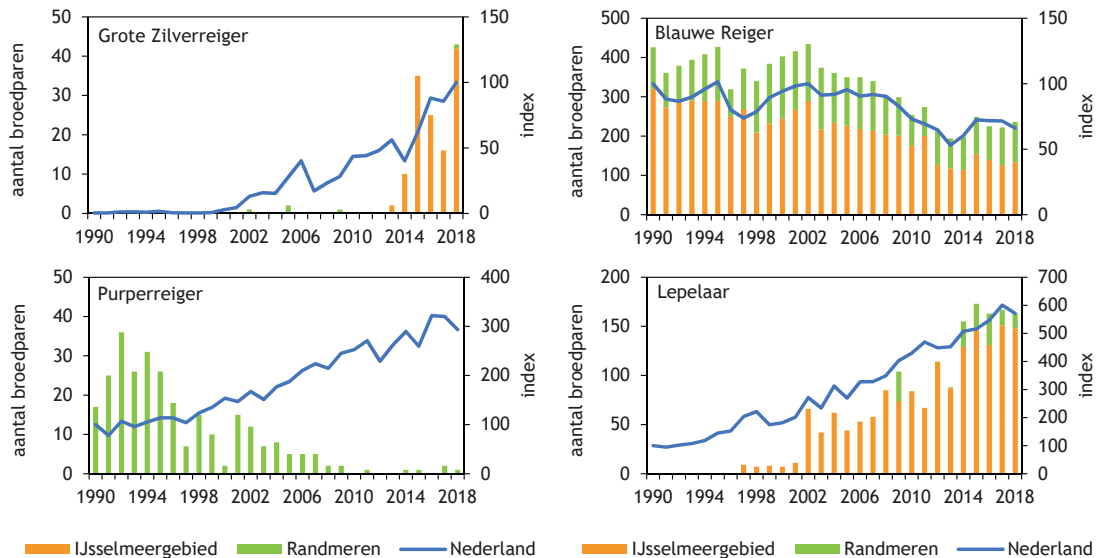 Grote Zilverreiger
aantal broedparen
50
40
30
20
10
0
150
100
50
0
index
1990 1994 1998 2002 2006 2010 2014 2018
Blauwe Reiger
aantal broedparen
500
400
300
200
100
0
150
100
50
0
index
1990 1994 1998 2002 2006 2010 2014 2018
Purperreiger
aantal broedparen
50
40
30
20
10
0
400
300
200
100
0
index
1990 1994 1998 2002 2006 2010 2014 2018
Lepelaar
aantal broedparen
200
150
100
50
0
700
600
500
400
300
200
100
0
index
1990 1994 1998 2002 2006 2010 2014 2018
IJsselmeergebied Randmeren Nederland
IJsselmeergebied Randmeren Nederland